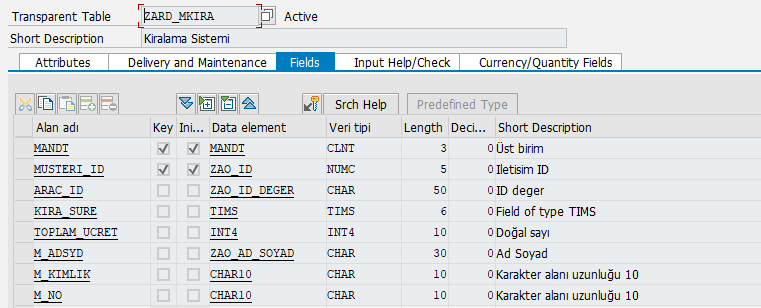 Transparent Table ZARD_MKIRA Active
Short Description Kiralama Sistemi
Attributes Delivery and Maintenance Fields Input Help/Check Currency/Quantity Fields
Srch Help Predefined Type
Alan adı Key Ini... Data element Veri tipi Length Deci... Short Description
MANDT MANDT CLNT 3 0 Üst birim
MUSTERI_ID ZAO_ID NUMC 5 0 Iletisim ID
ARAC_ID ZAO_ID_DEGER CHAR 50 0 ID deger
KIRA_SURE TIMS TIMS 6 0 Field of type TIMS
TOPLAM_UCRET INT4 INT4 10 0 Doğal sayı
M_ADSYD ZAO_AD_SOYAD CHAR 30 0 Ad Soyad
M_KIMLIK CHAR10 CHAR 10 0 Karakter alanı uzunluğu 10
M_NO CHAR10 CHAR 10 0 Karakter alanı uzunluğu 10